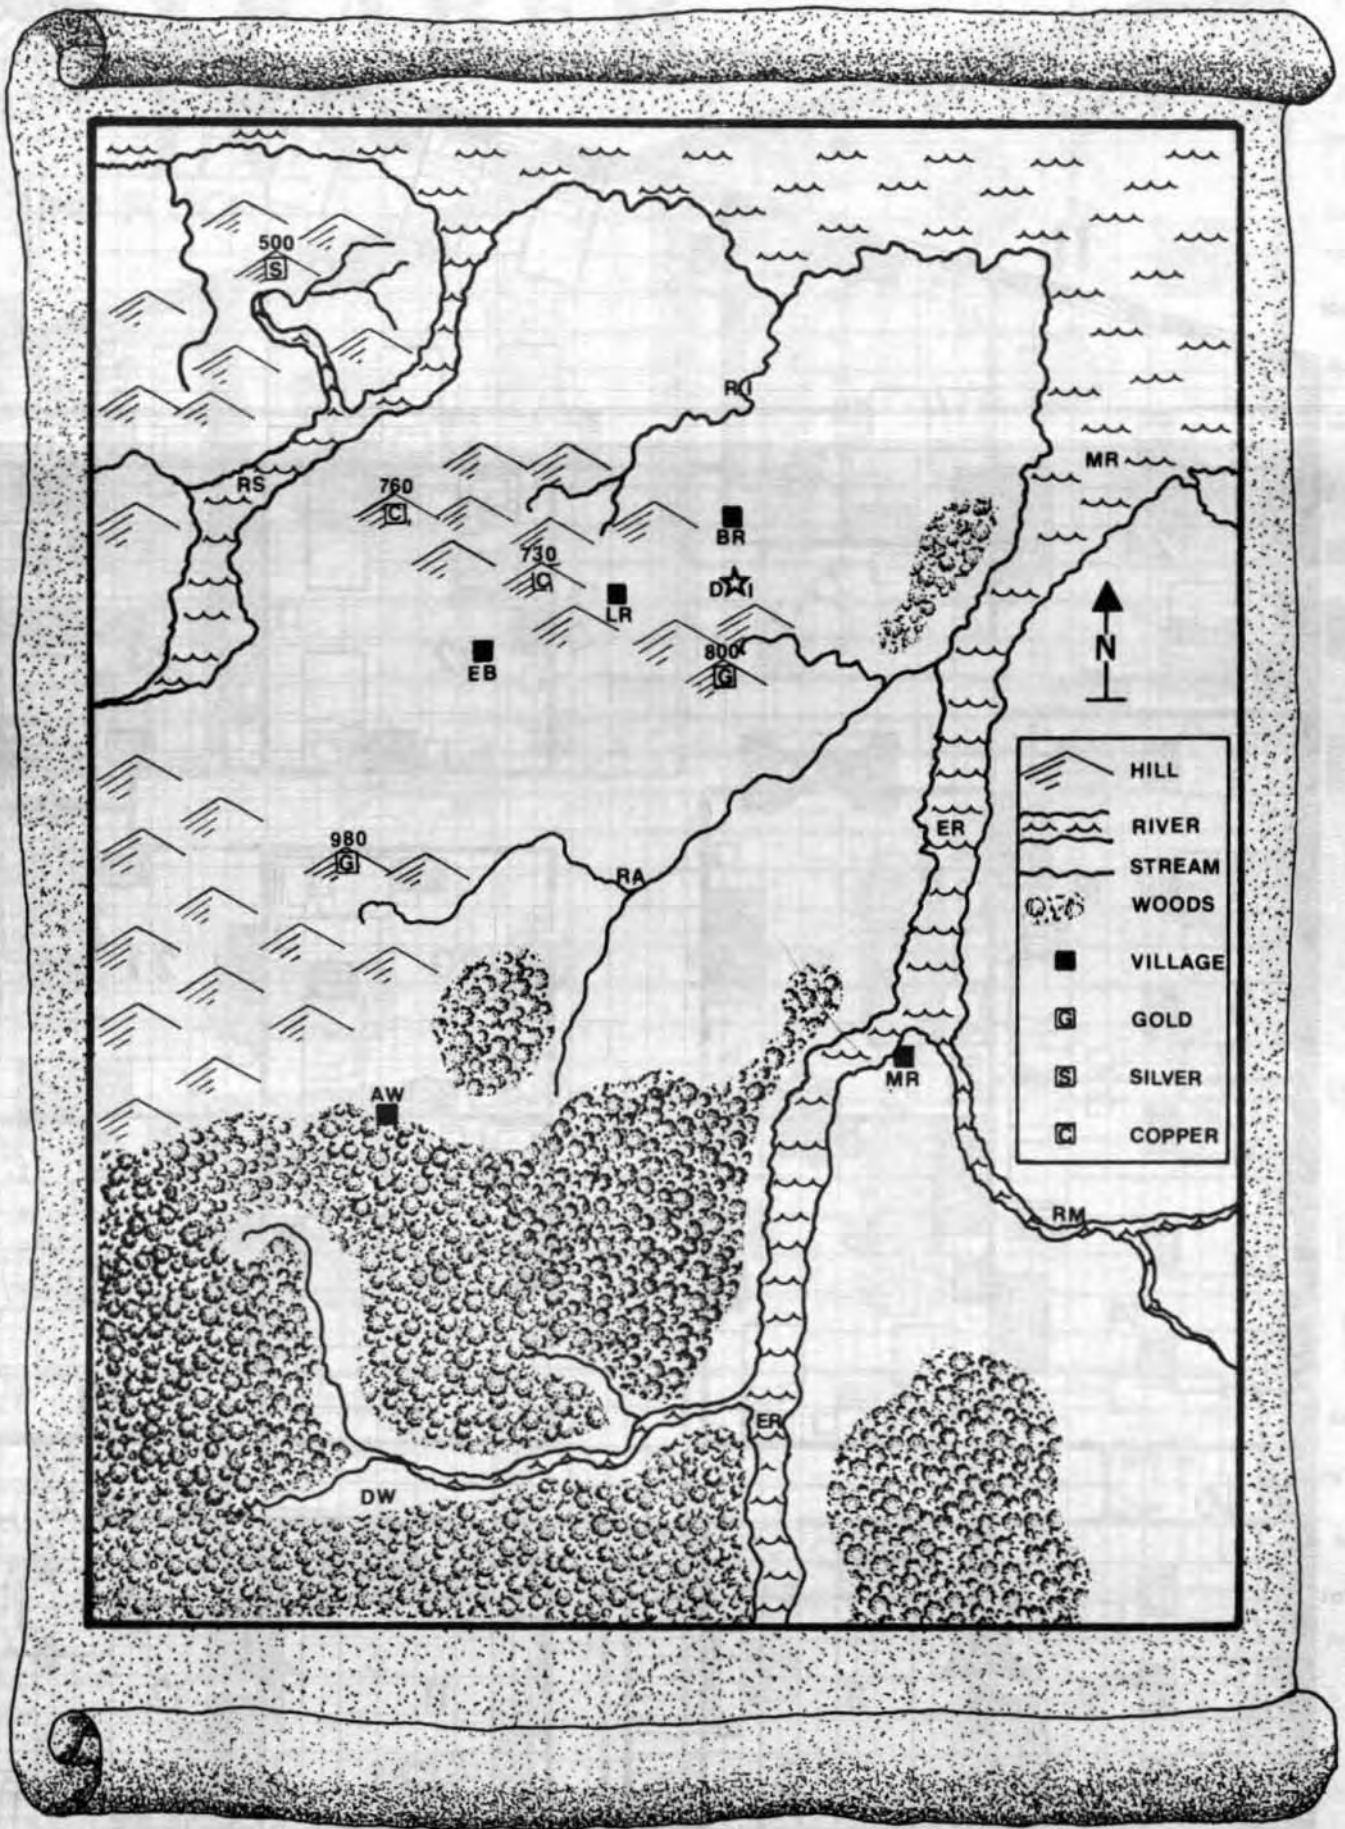 500
S
RI
MR
RS
760
C
BR
730
C
D I
LR
N
800
G
EB
HILL
ER
RIVER
980
G
RA
STREAM
WOODS
VILLAGE
G GOLD
MR
S SILVER
AW
C COPPER
RM
ER
DW